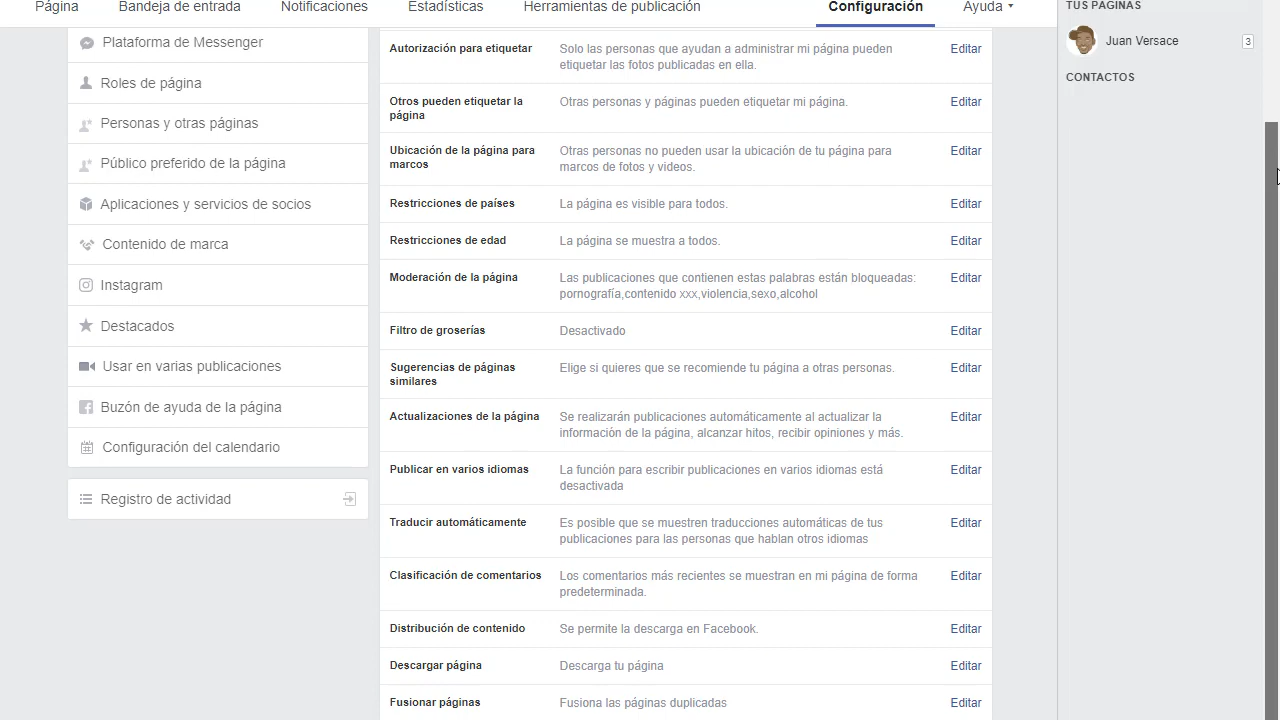 Página
Bandeja de entrada
Notificaciones
Estadísticas
Herramientas de publicación
Configuración
Ayuda
Plataforma de Messenger
Roles de página
Personas y otras páginas
Público preferido de la página
Aplicaciones y servicios de socios
Contenido de marca
Instagram
Destacados
Usar en varias publicaciones
Buzón de ayuda de la página
Configuración del calendario
Registro de actividad
Autorización para etiquetar
Solo las personas que ayudan a administrar mi página pueden
etiquetar las fotos publicadas en ella.
Editar
Otros pueden etiquetar la
página
Otras personas y páginas pueden etiquetar mi página.
Editar
Ubicación de la página para
marcos
Otras personas no pueden usar la ubicación de tu página para
marcos de fotos y videos.
Editar
Restricciones de países
La página es visible para todos.
Editar
Restricciones de edad
La página se muestra a todos.
Editar
Moderación de la página
Las publicaciones que contienen estas palabras están bloqueadas:
pornografía,contenido xxx,violencia,sexo,alcohol
Editar
Filtro de groserías
Desactivado
Editar
Sugerencias de páginas
similares
Elige si quieres que se recomiende tu página a otras personas.
Editar
Actualizaciones de la página
Se realizarán publicaciones automáticamente al actualizar la
información de la página, alcanzar hitos, recibir opiniones y más.
Editar
Publicar en varios idiomas
La función para escribir publicaciones en varios idiomas está
desactivada
Editar
Traducir automáticamente
Es posible que se muestren traducciones automáticas de tus
publicaciones para las personas que hablan otros idiomas
Editar
Clasificación de comentarios
Los comentarios más recientes se muestran en mi página de forma
predeterminada.
Editar
Distribución de contenido
Se permite la descarga en Facebook.
Editar
Descargar página
Descarga tu página
Editar
Fusionar páginas
Fusiona las páginas duplicadas
Editar
TUS PÁGINAS
Juan Versace
3
CONTACTOS